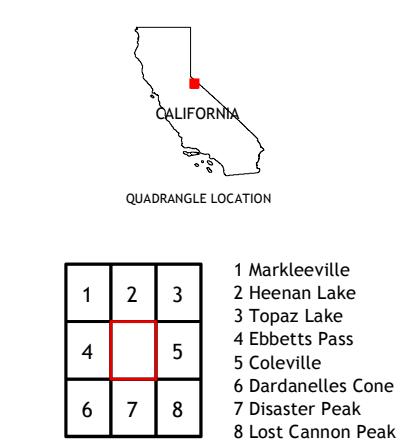 CALIFORNIA
QUADRANGLE LOCATION
1 2 3
4 5
6 7 8
1 Markleeville
2 Heenan Lake
3 Topaz Lake
4 Ebbetts Pass
5 Coleville
6 Dardanelles Cone
7 Disaster Peak
8 Lost Cannon Peak